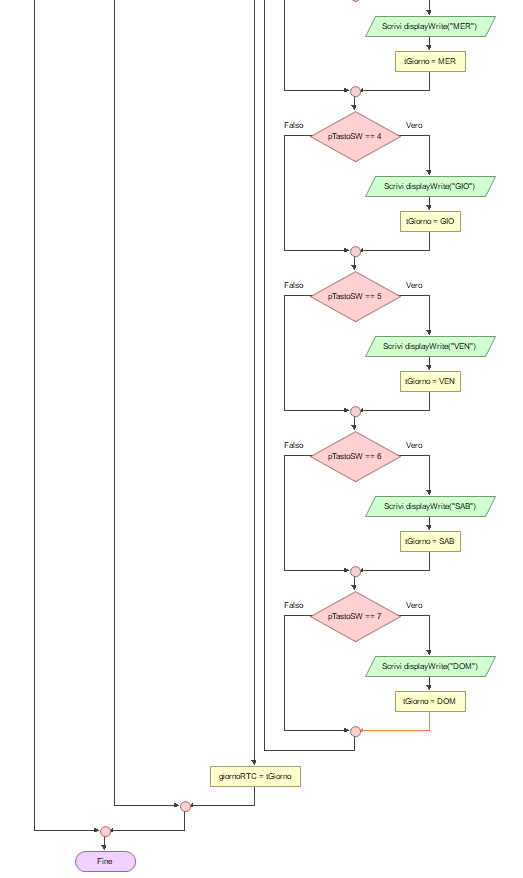 Scrivi displayWrite("MER")
tGiorno = MER
Falso
Vero
pTastoSW == 4
Scrivi displayWrite("GIO")
tGiorno = GIO
Falso
Vero
pTastoSW == 5
Scrivi displayWrite("VEN")
tGiorno = VEN
Falso
Vero
pTastoSW == 6
Scrivi displayWrite("SAB")
tGiorno = SAB
Falso
Vero
pTastoSW == 7
Scrivi displayWrite("DOM")
tGiorno = DOM
giornoRTC = tGiorno
Fine